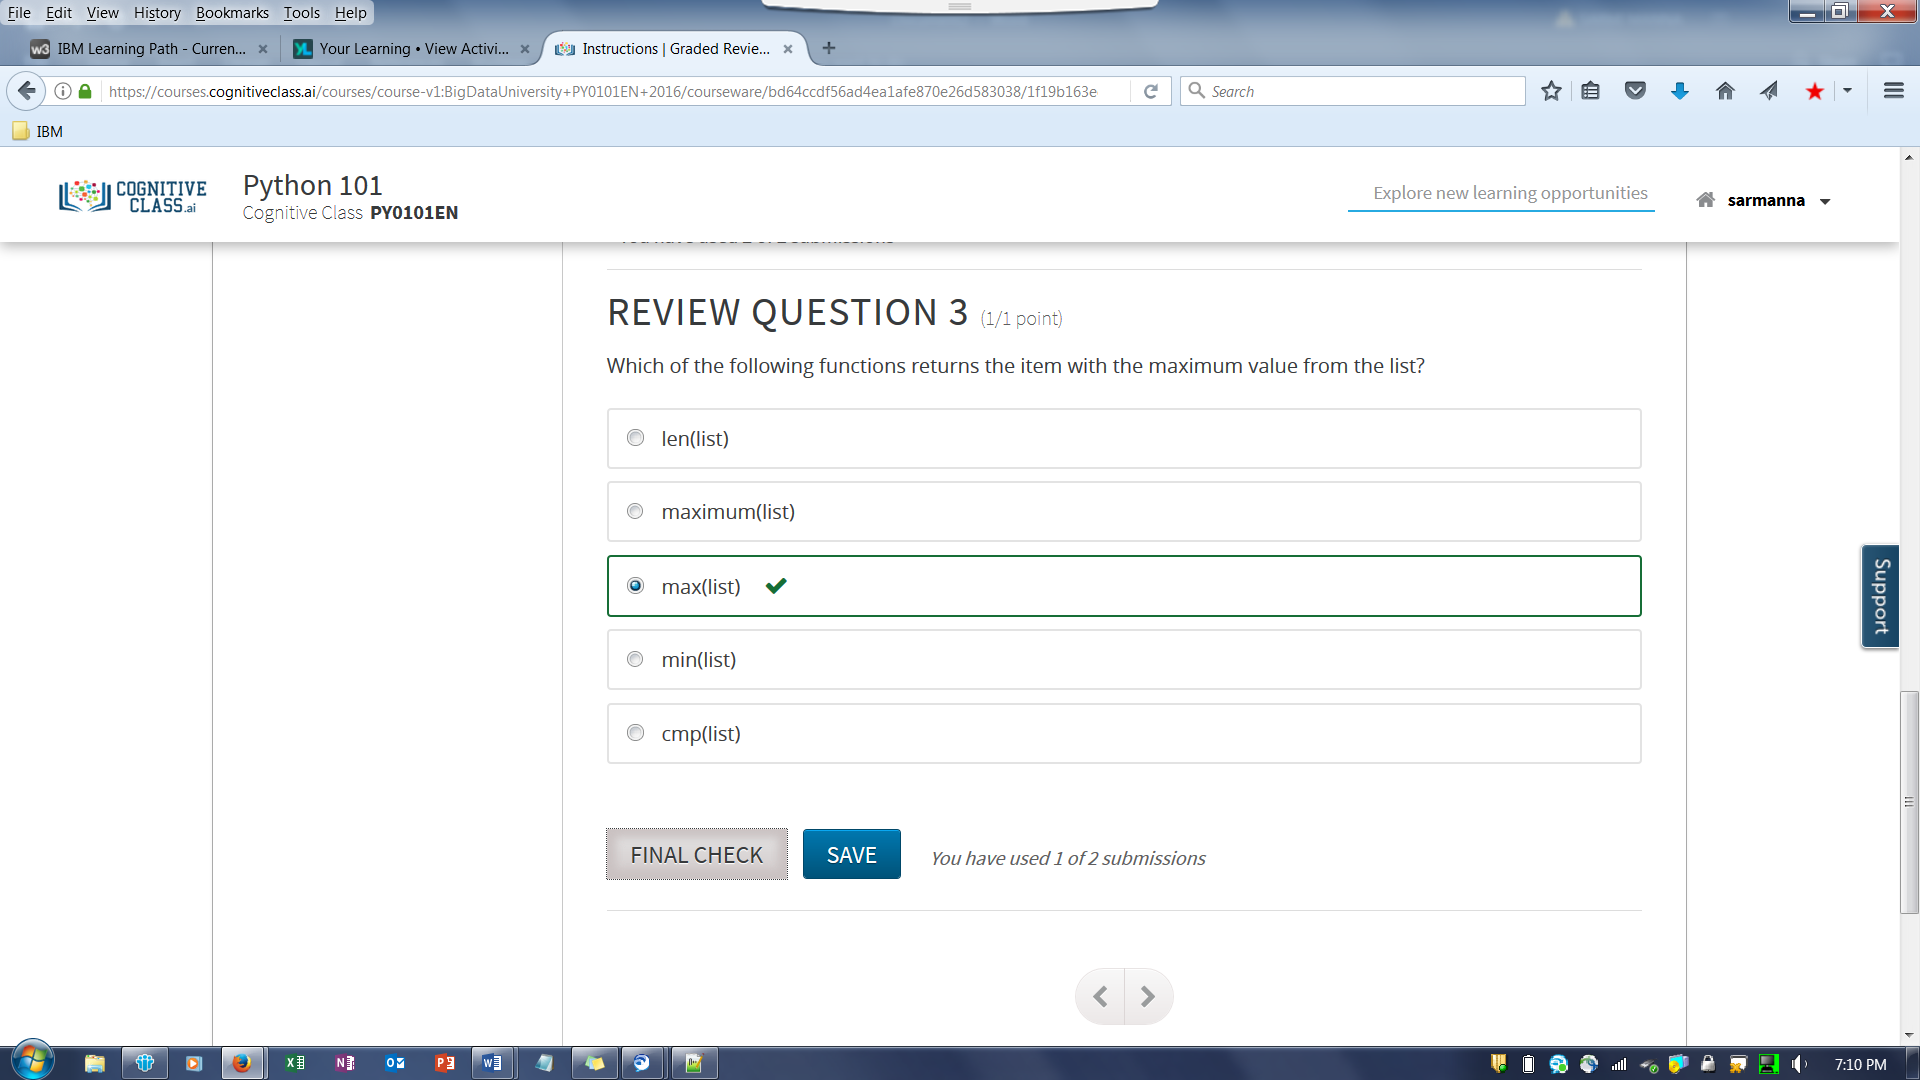 File Edit View History Bookmarks Tools Help
w3 IBM Learning Path - Curren... × YL Your Learning • View Activi... × Instructions | Graded Revie... × +
https://courses.cognitiveclass.ai/courses/course-v1:BigDataUniversity+PY0101EN+2016/courseware/bd64ccdf56ad4ea1afe870e26d583038/1f19b163e
Search
IBM
COGNITIVE
CLASS.ai
Python 101
Cognitive Class PY0101EN
Explore new learning opportunities
sarmanna
REVIEW QUESTION 3 (1/1 point)
Which of the following functions returns the item with the maximum value from the list?
len(list)
maximum(list)
max(list)
min(list)
cmp(list)
Support
FINAL CHECK SAVE You have used 1 of 2 submissions
7:10 PM